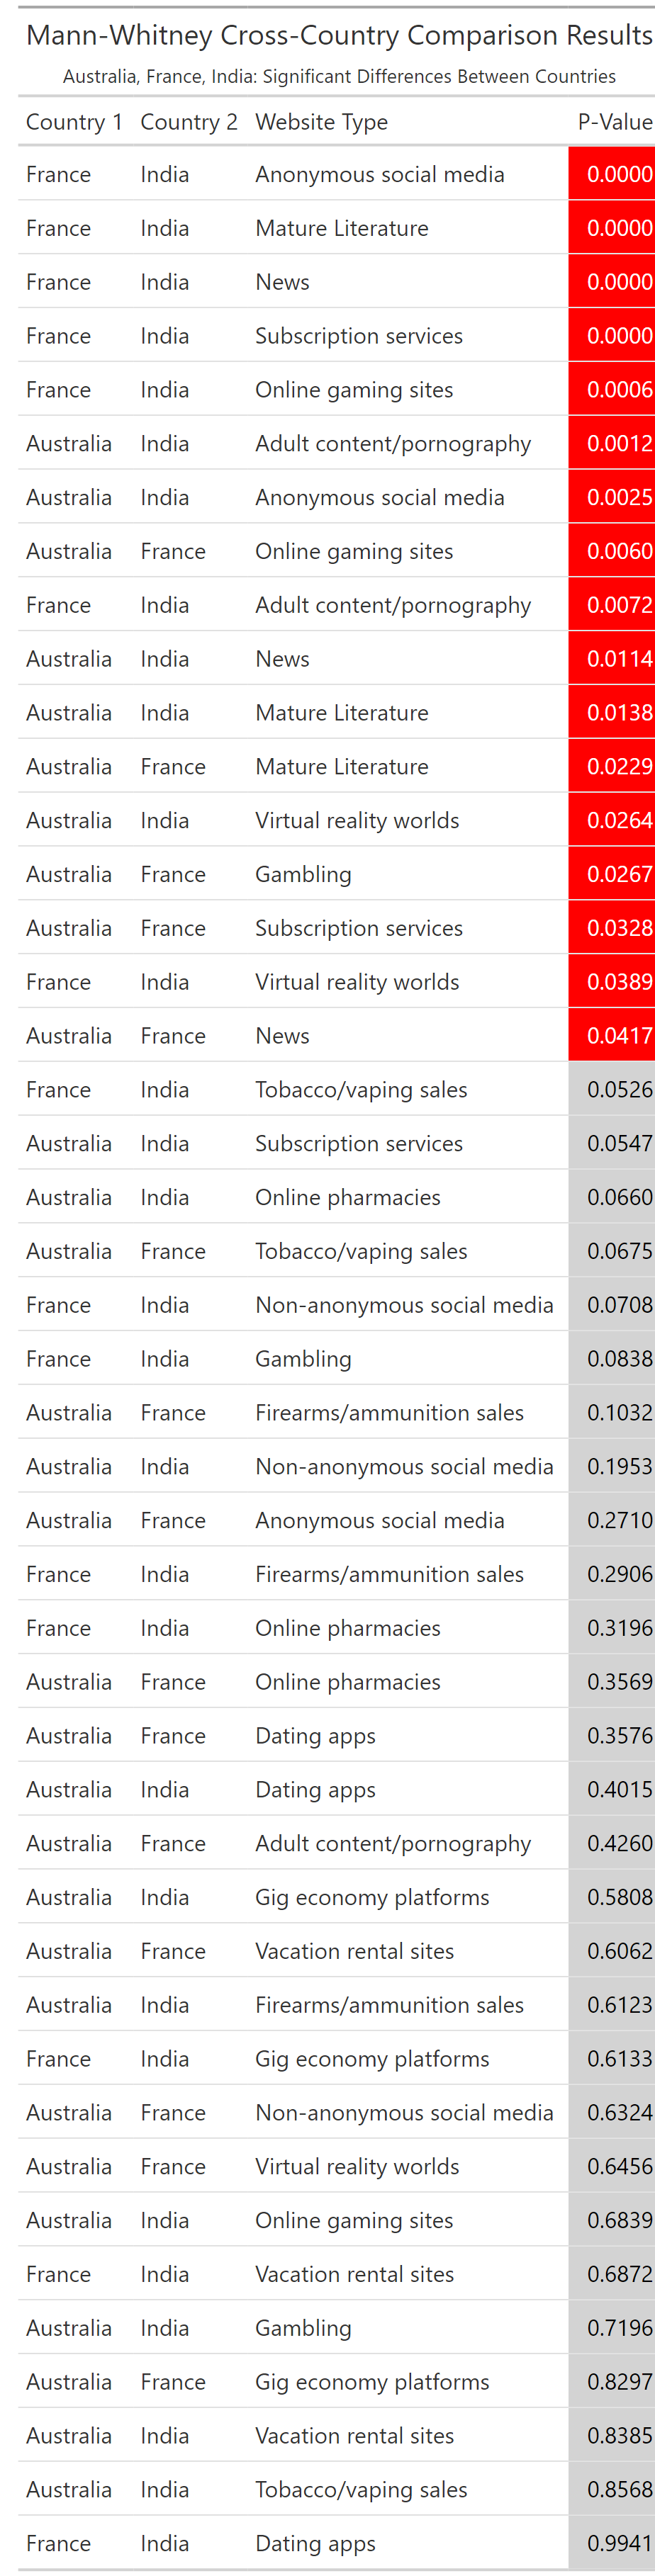 Mann-Whitney Cross-Country Comparison Results
Australia, France, India: Significant Differences Between Countries
Country 1 Country 2 Website Type P-Value
France India Anonymous social media 0.0000
France India Mature Literature 0.0000
France India News 0.0000
France India Subscription services 0.0000
France India Online gaming sites 0.0006
Australia India Adult content/pornography 0.0012
Australia India Anonymous social media 0.0025
Australia France Online gaming sites 0.0060
France India Adult content/pornography 0.0072
Australia India News 0.0114
Australia India Mature Literature 0.0138
Australia France Mature Literature 0.0229
Australia India Virtual reality worlds 0.0264
Australia France Gambling 0.0267
Australia France Subscription services 0.0328
France India Virtual reality worlds 0.0389
Australia France News 0.0417
France India Tobacco/vaping sales 0.0526
Australia India Subscription services 0.0547
Australia India Online pharmacies 0.0660
Australia France Tobacco/vaping sales 0.0675
France India Non-anonymous social media 0.0708
France India Gambling 0.0838
Australia France Firearms/ammunition sales 0.1032
Australia India Non-anonymous social media 0.1953
Australia France Anonymous social media 0.2710
France India Firearms/ammunition sales 0.2906
France India Online pharmacies 0.3196
Australia France Online pharmacies 0.3569
Australia France Dating apps 0.3576
Australia India Dating apps 0.4015
Australia France Adult content/pornography 0.4260
Australia India Gig economy platforms 0.5808
Australia France Vacation rental sites 0.6062
Australia India Firearms/ammunition sales 0.6123
France India Gig economy platforms 0.6133
Australia France Non-anonymous social media 0.6324
Australia France Virtual reality worlds 0.6456
Australia India Online gaming sites 0.6839
France India Vacation rental sites 0.6872
Australia India Gambling 0.7196
Australia France Gig economy platforms 0.8297
Australia India Vacation rental sites 0.8385
Australia India Tobacco/vaping sales 0.8568
France India Dating apps 0.9941